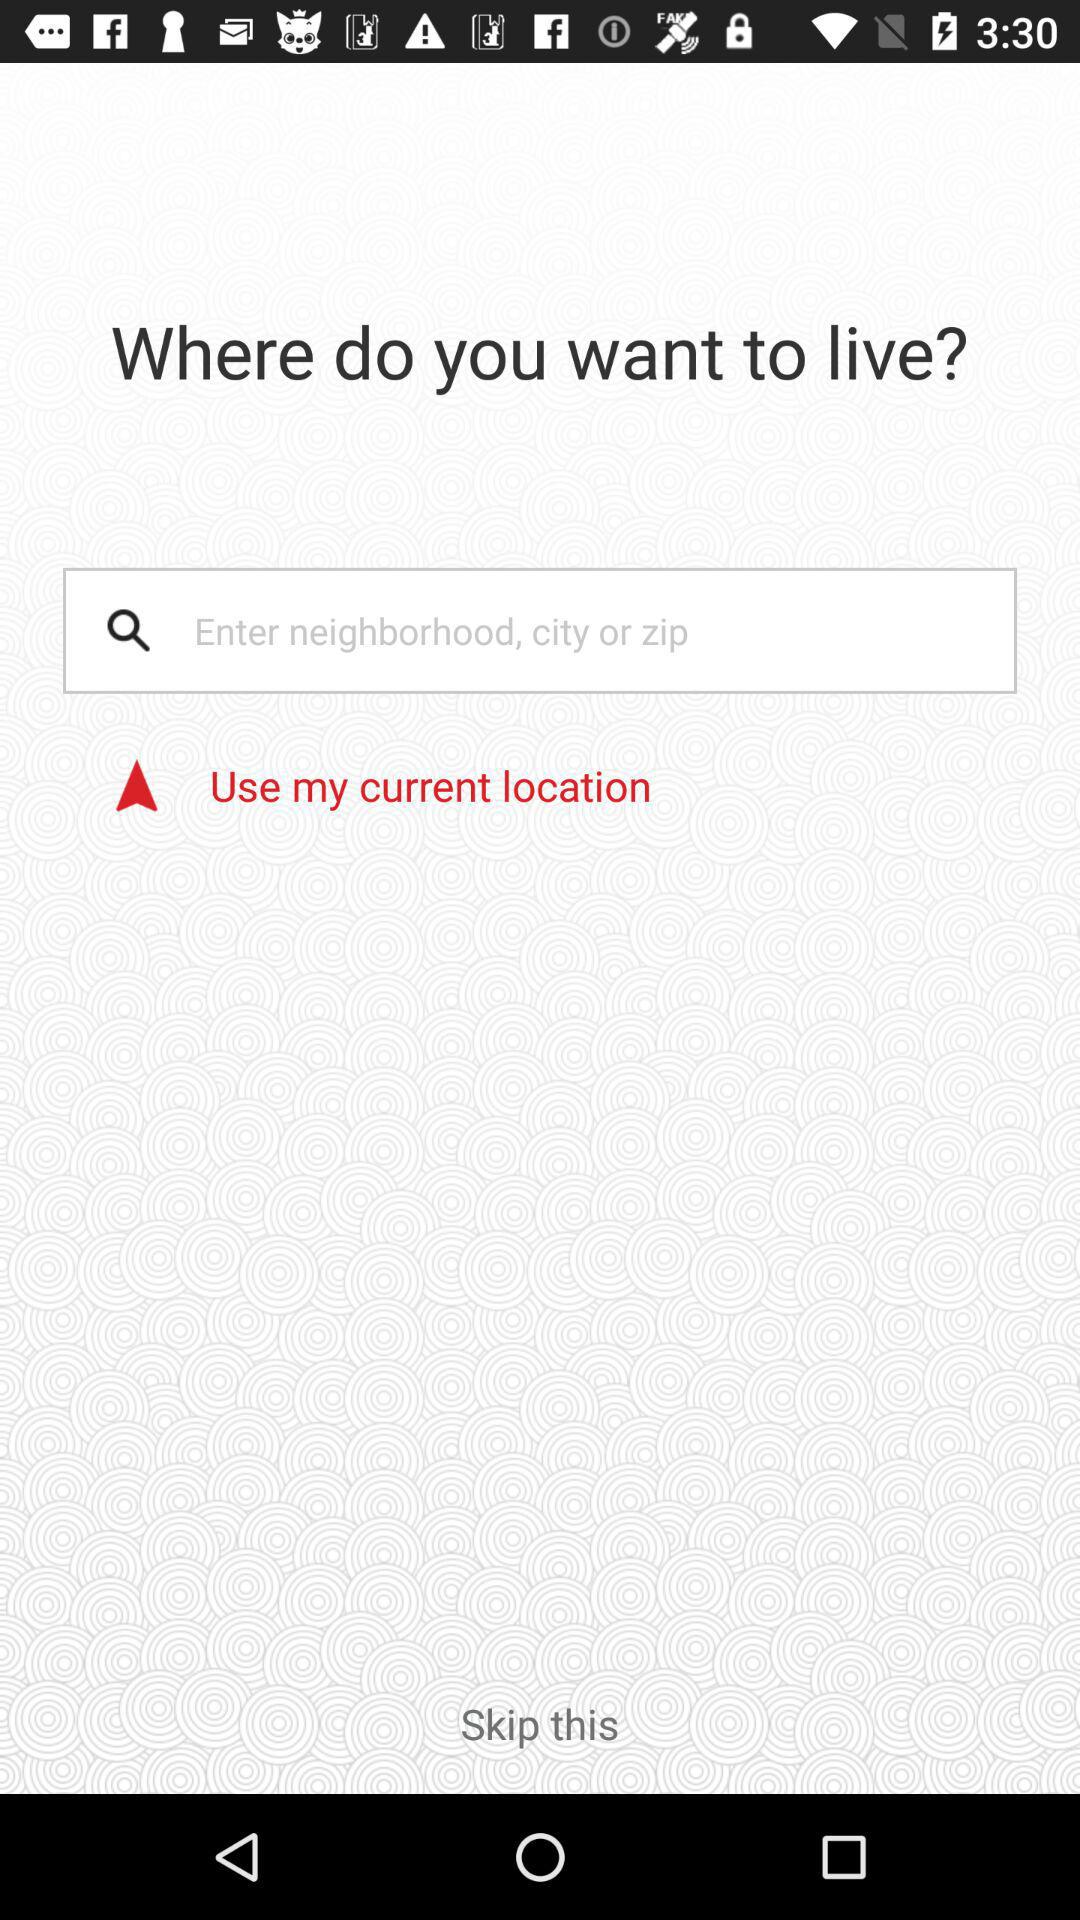 FAKE 3:30
Where do you want to live?
Enter neighborhood, city or zip
Use my current location
Skip this